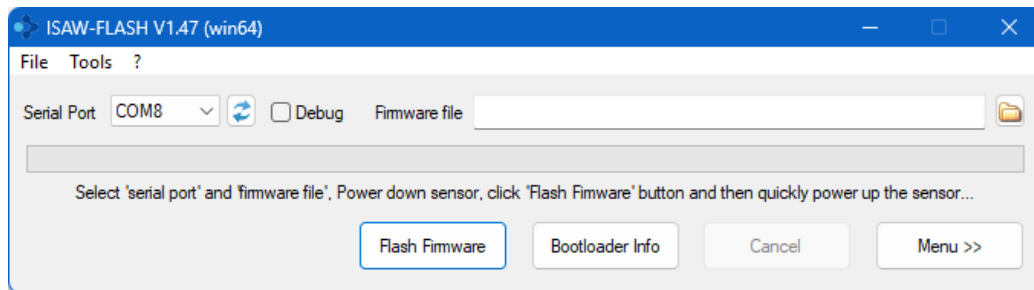 ISAW-FLASH V1.47 (win64)
File Tools ?
Serial Port COM8 Debug Firmware file
Select 'serial port' and 'firmware file', Power down sensor, click 'Flash Fimware' button and then quickly power up the sensor...
Flash Firmware Bootloader Info Cancel Menu >>